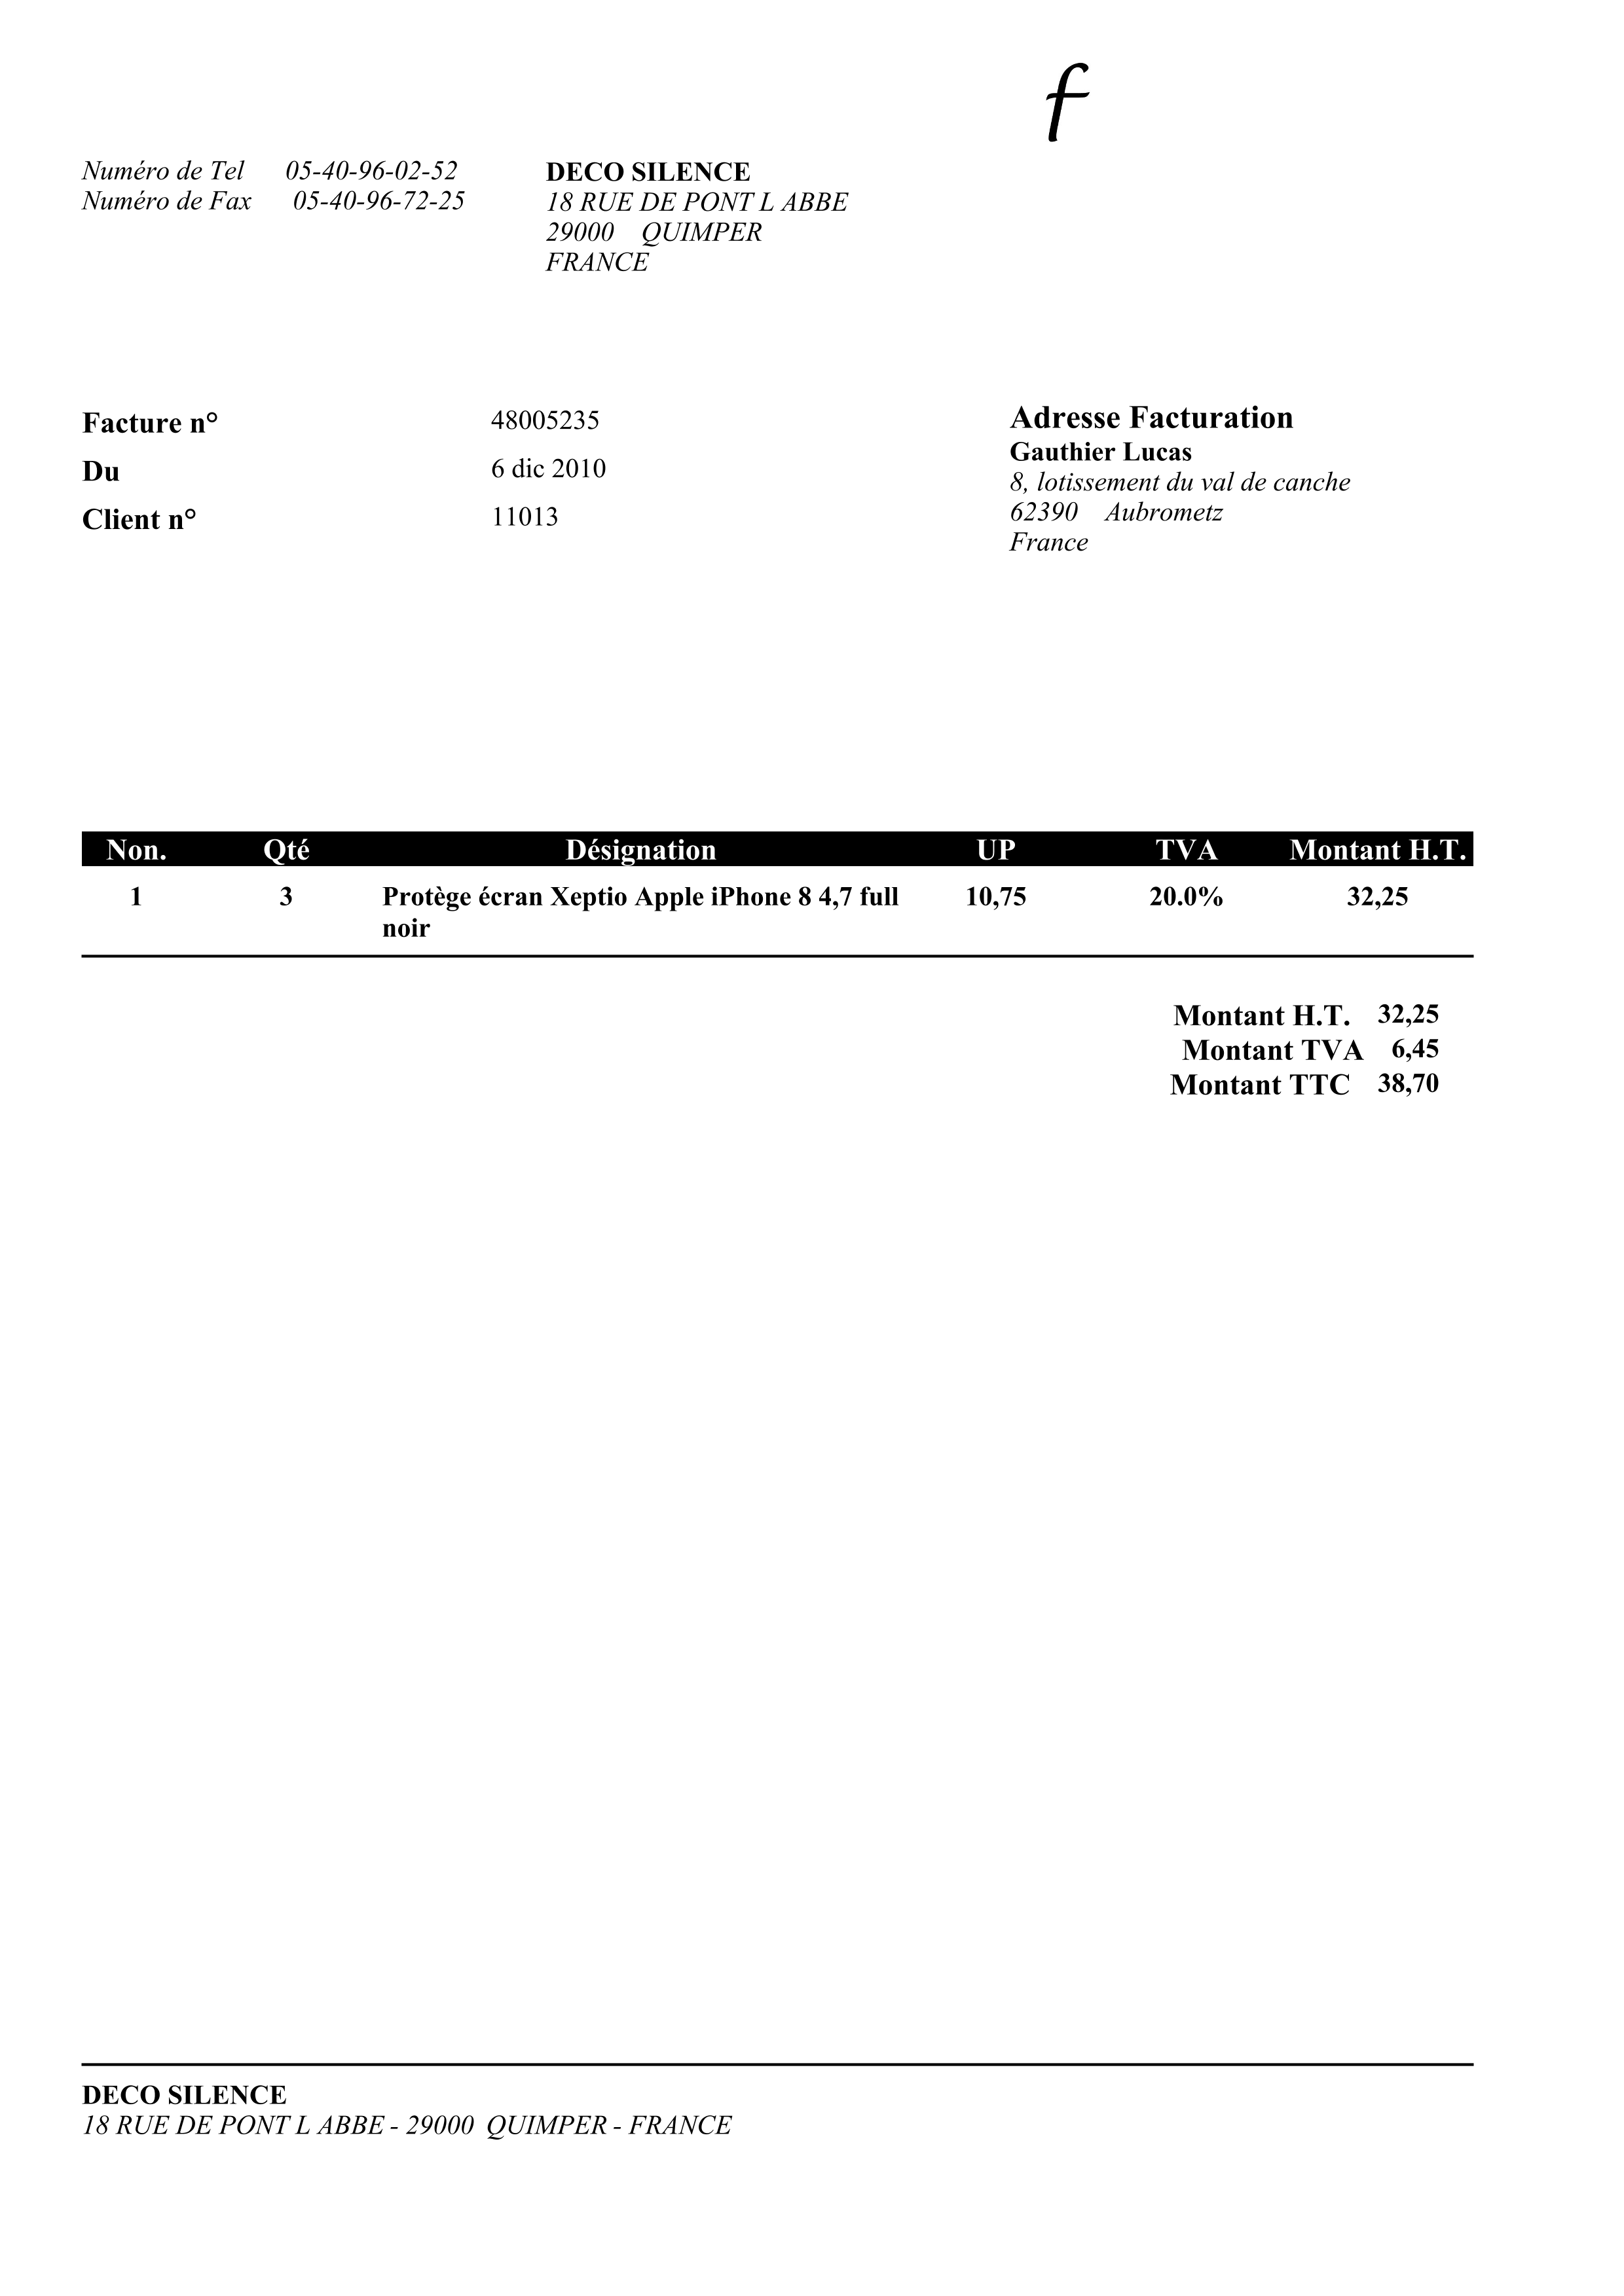 f
Numéro de Tel 05-40-96-02-52
Numéro de Fax 05-40-96-72-25
DECO SILENCE
18 RUE DE PONT L ABBE
29000 QUIMPER
FRANCE
Facture n° 48005235
Du 6 dic 2010
Client n° 11013
Adresse Facturation
Gauthier Lucas
8, lotissement du val de canche
62390 Aubrometz
France
Non. Qté Désignation UP TVA Montant H.T.
1 3 Protège écran Xeptio Apple iPhone 8 4,7 full 10,75 20.0% 32,25
noir
Montant H.T. 32,25
Montant TVA 6,45
Montant TTC 38,70
DECO SILENCE
18 RUE DE PONT L ABBE - 29000 QUIMPER - FRANCE